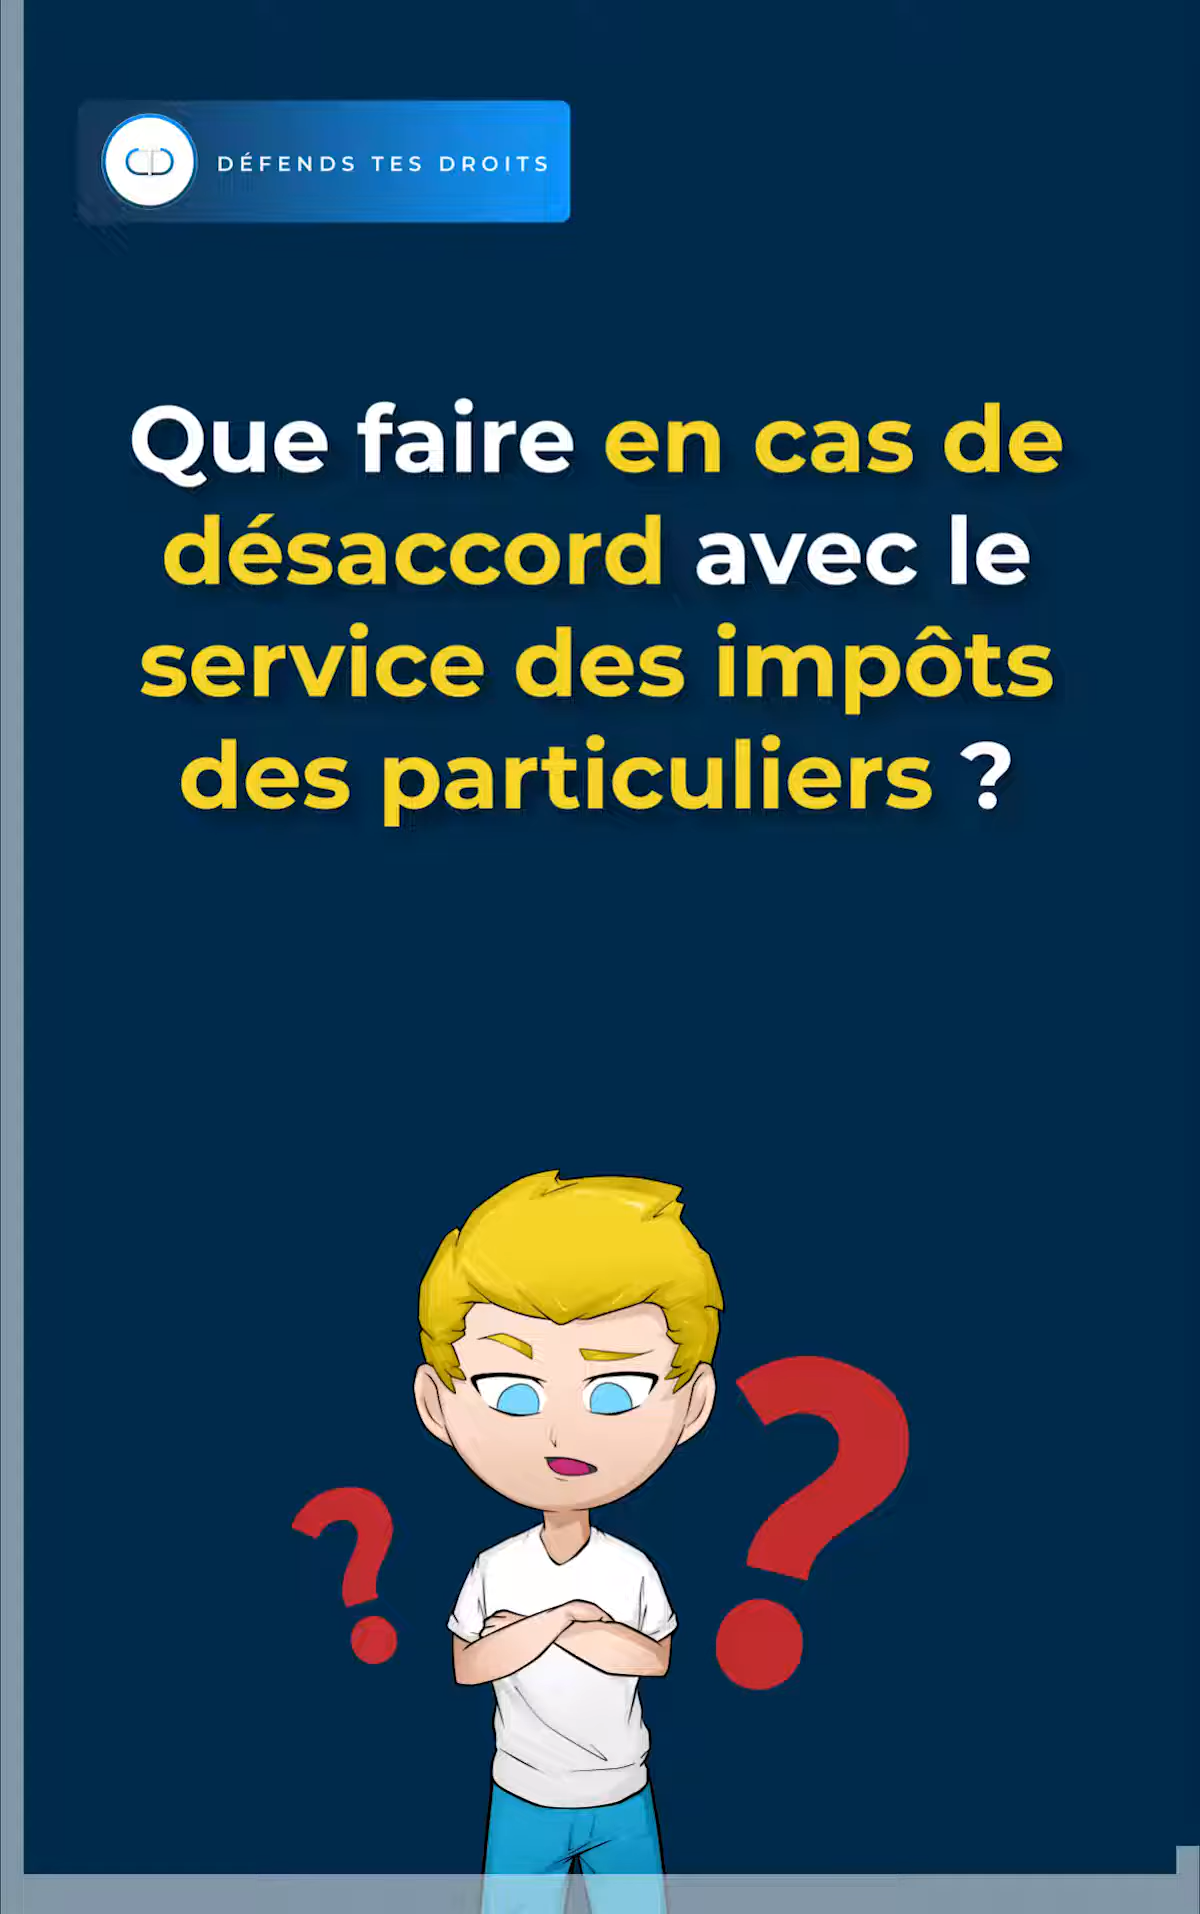 DÉFENDS TES DROITS
Que faire en cas de
désaccord avec le
service des impôts
des particuliers ?